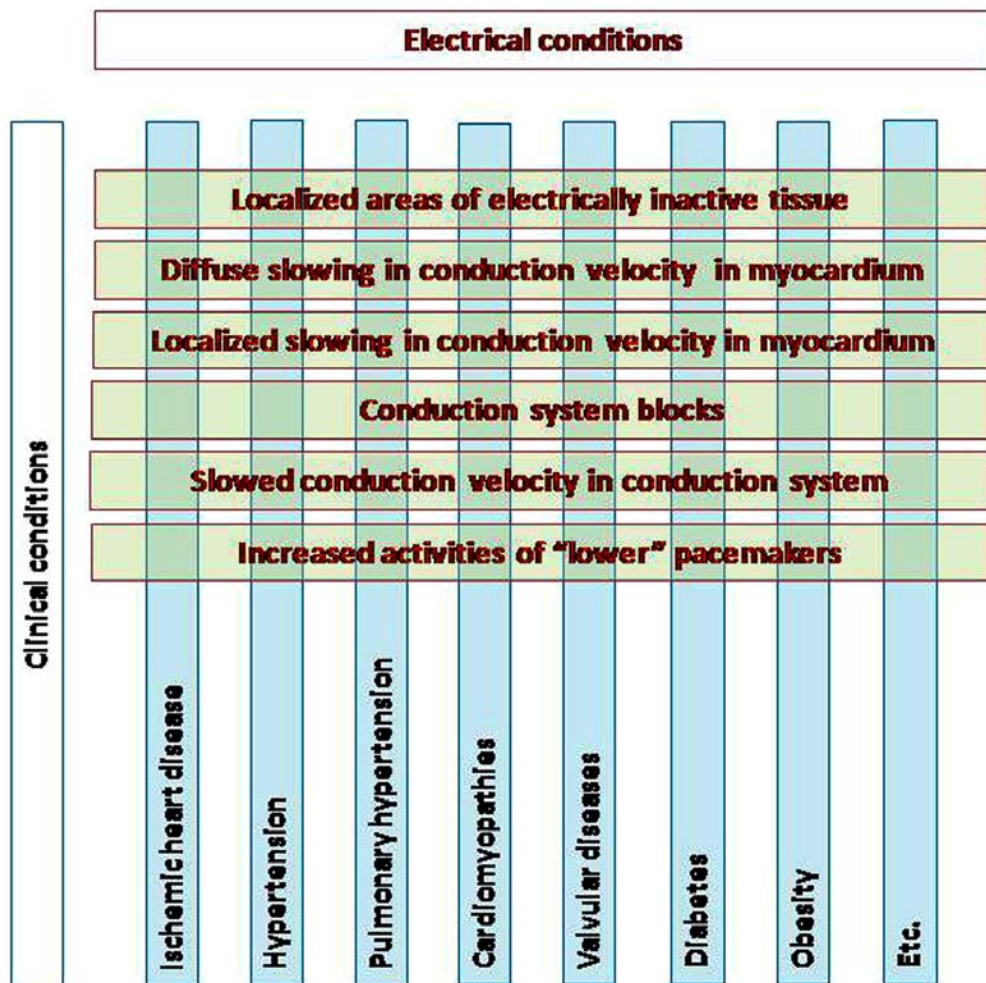 Electrical conditions
Localized areas of electrically inactive tissue
Diffuse slowing in conduction velocity in myocardium
Localized slowing in conduction velocity in myocardium
Conduction system blocks
Slowed conduction velocity in conduction system
Increased activities of “lower” pacemakers
Clinical conditions
Ischemic heart disease
Hypertension
Pulmonary hypertension
Cardiomyopathies
Valvular diseases
Diabetes
Obesity
Etc.